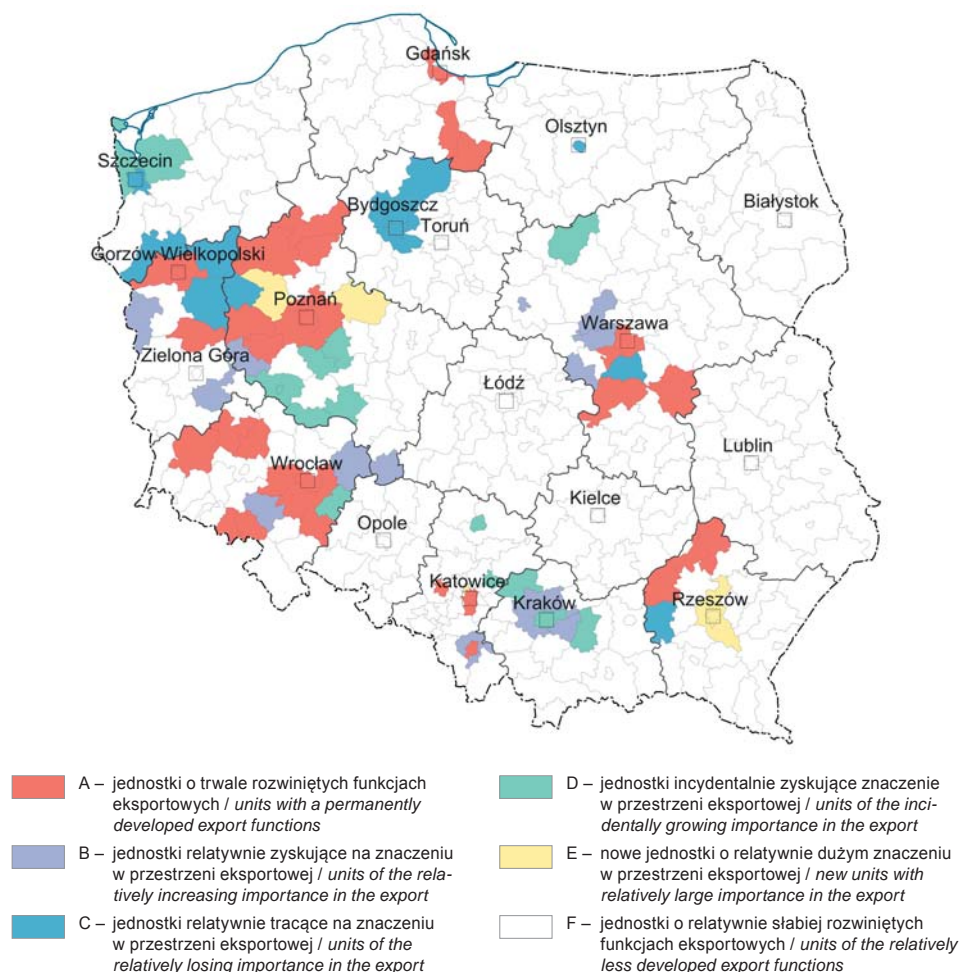 Gdańsk
Olsztyn
Szczecin
Białystok
Bydgoszcz
Toruń
Gorzów Wielkopolski
Poznań
Warszawa
Zielona Góra
Łódź
Lublin
Wrocław
Kielce
Opole
Katowice
Kraków
Rzeszów
A – jednostki o trwale rozwiniętych funkcjach
eksportowych / units with a permanently
developed export functions
B – jednostki relatywnie zyskujące na znaczeniu
w przestrzeni eksportowej / units of the rela-
tively increasing importance in the export
C – jednostki relatywnie tracące na znaczeniu
w przestrzeni eksportowej / units of the
relatively losing importance in the export
D – jednostki incydentalnie zyskujące znaczenie
w przestrzeni eksportowej / units of the inci-
dentally growing importance in the export
E – nowe jednostki o relatywnie dużym znaczeniu
w przestrzeni eksportowej / new units with
relatively large importance in the export
F – jednostki o relatywnie słabiej rozwiniętych
funkcjach eksportowych / units of the relatively
less developed export functions